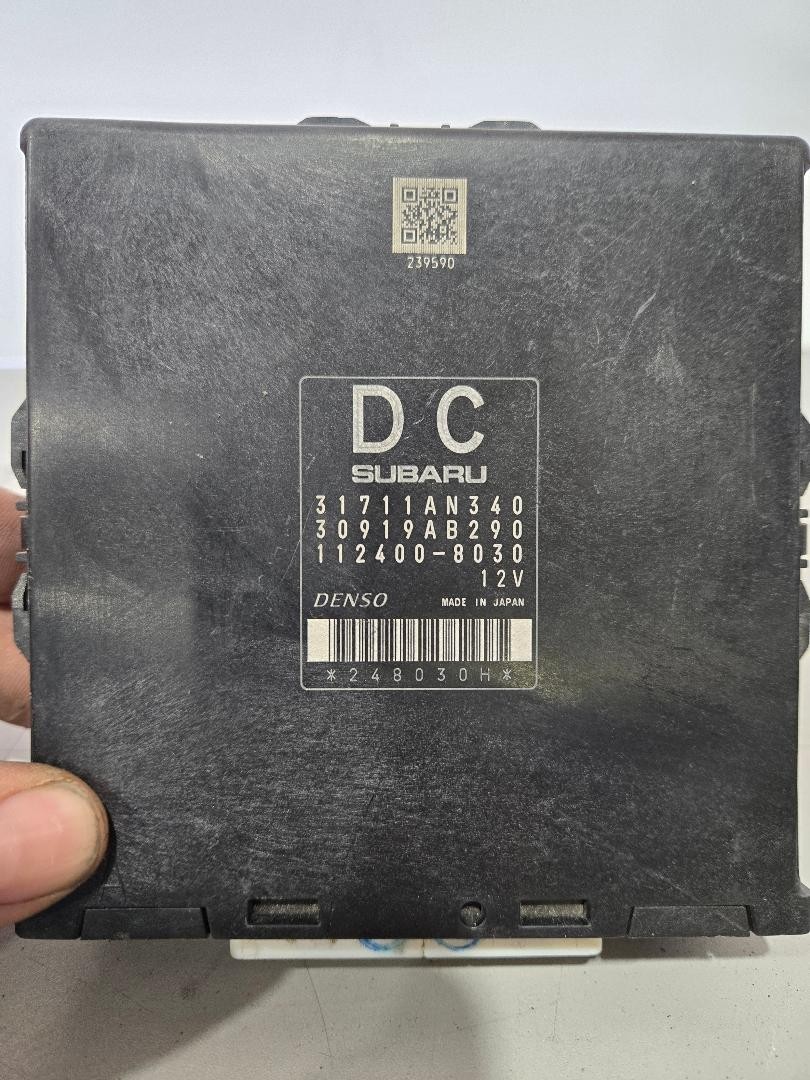 239590
D C
SUBARU
31711AN340
30919AB290
112400-8030
12V
DENSO MADE IN JAPAN
*248030H*